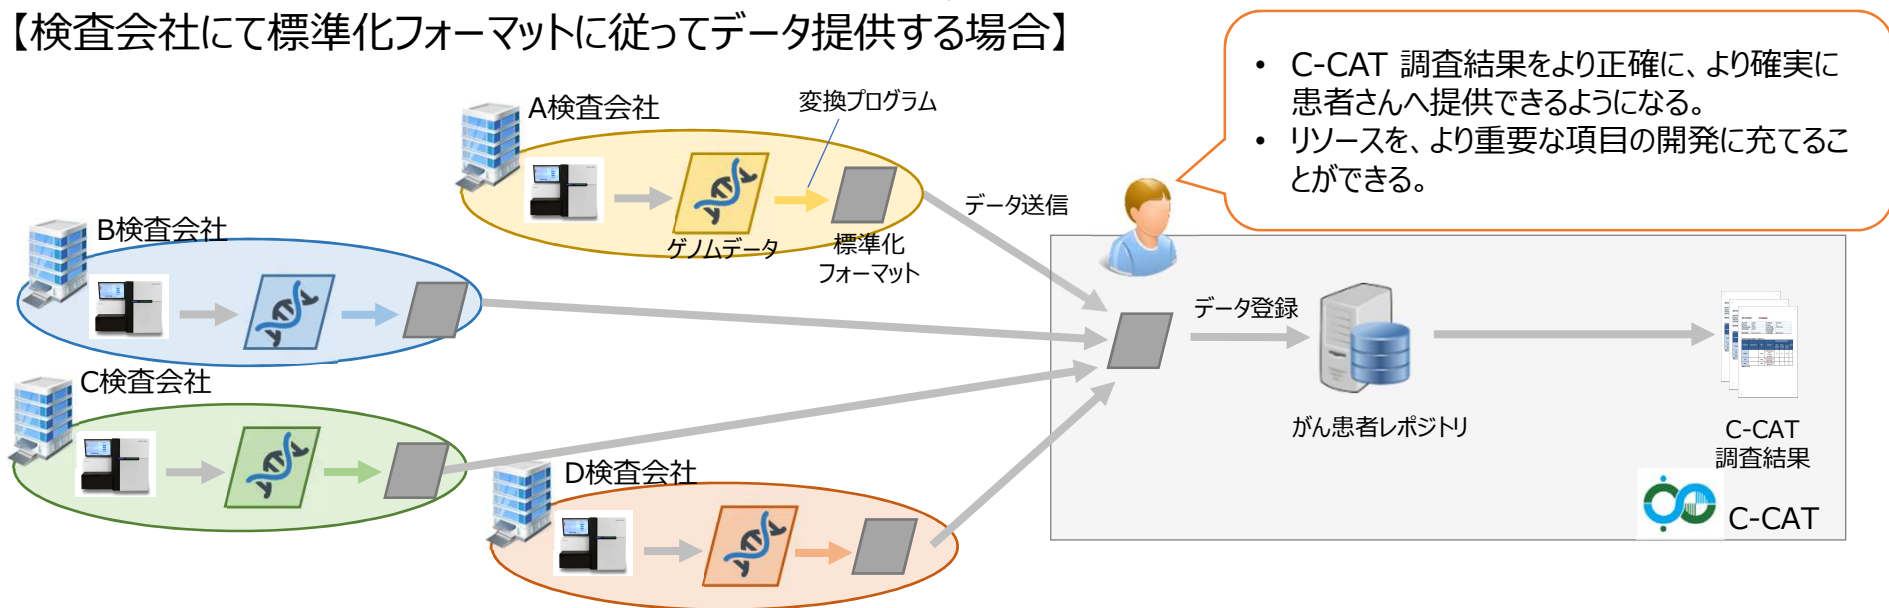 【検査会社にて標準化フォーマットに従ってデータ提供する場合】
• C-CAT 調査結果をより正確に、より確実に
患者さんへ提供できるようになる。
• リソースを、より重要な項目の開発に充てるこ
とができる。
A検査会社
変換プログラム
ゲノムデータ
標準化
フォーマット
データ送信
B検査会社
C検査会社
D検査会社
データ登録
がん患者レポジトリ
C-CAT
調査結果
C-CAT